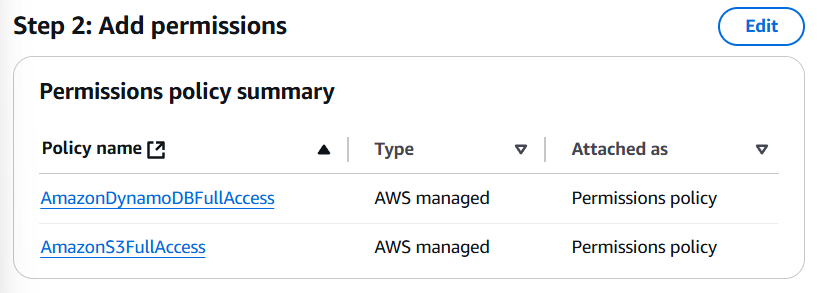 Step 2: Add permissions
Edit
Permissions policy summary
Policy name Type Attached as
AmazonDynamoDBFullAccess AWS managed Permissions policy
AmazonS3FullAccess AWS managed Permissions policy